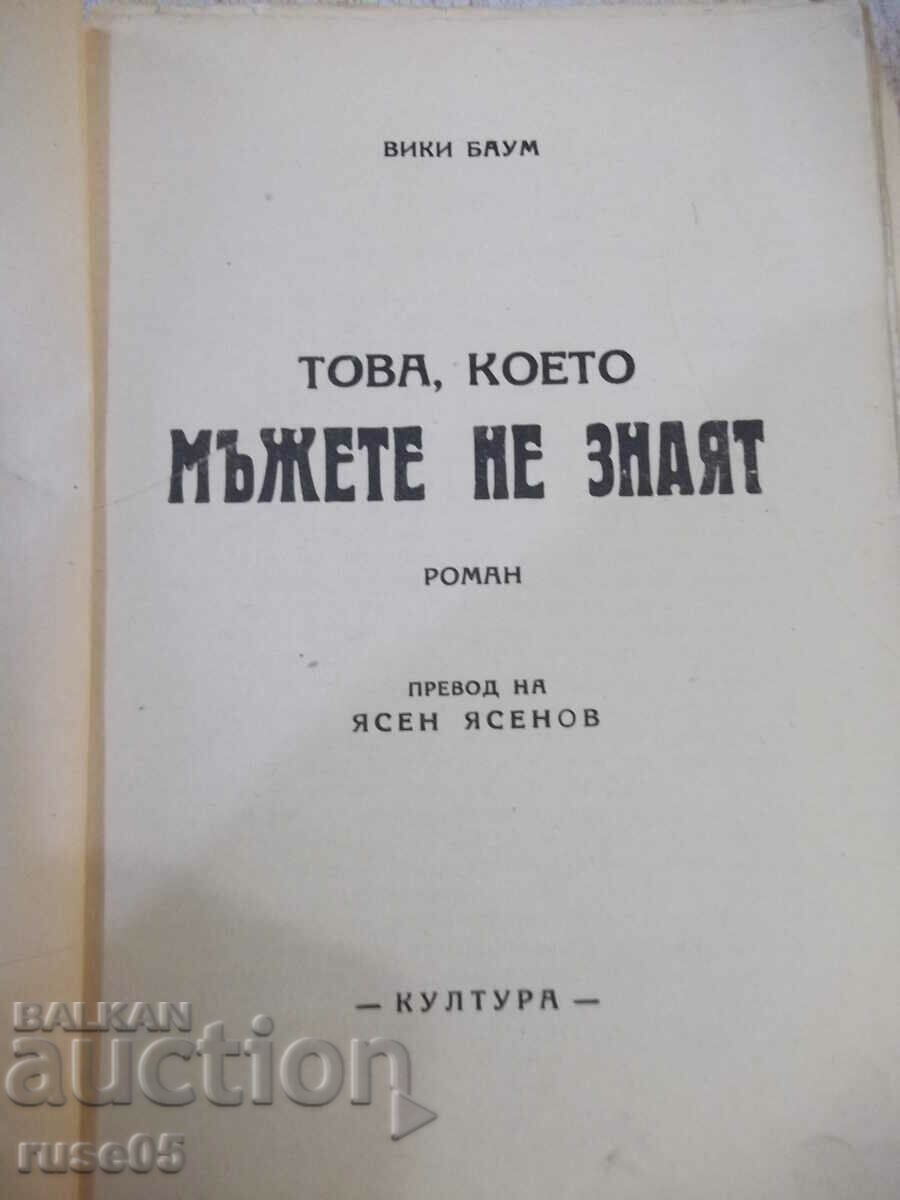 ВИКИ БАУМ
ТОВА, КОЕТО
МЪЖЕТЕ НЕ ЗНАЯТ
РОМАН
ПРЕВОД НА
ЯСЕН ЯСЕНОВ
— КУЛТУРА —
BALKAN
auction
ruse05